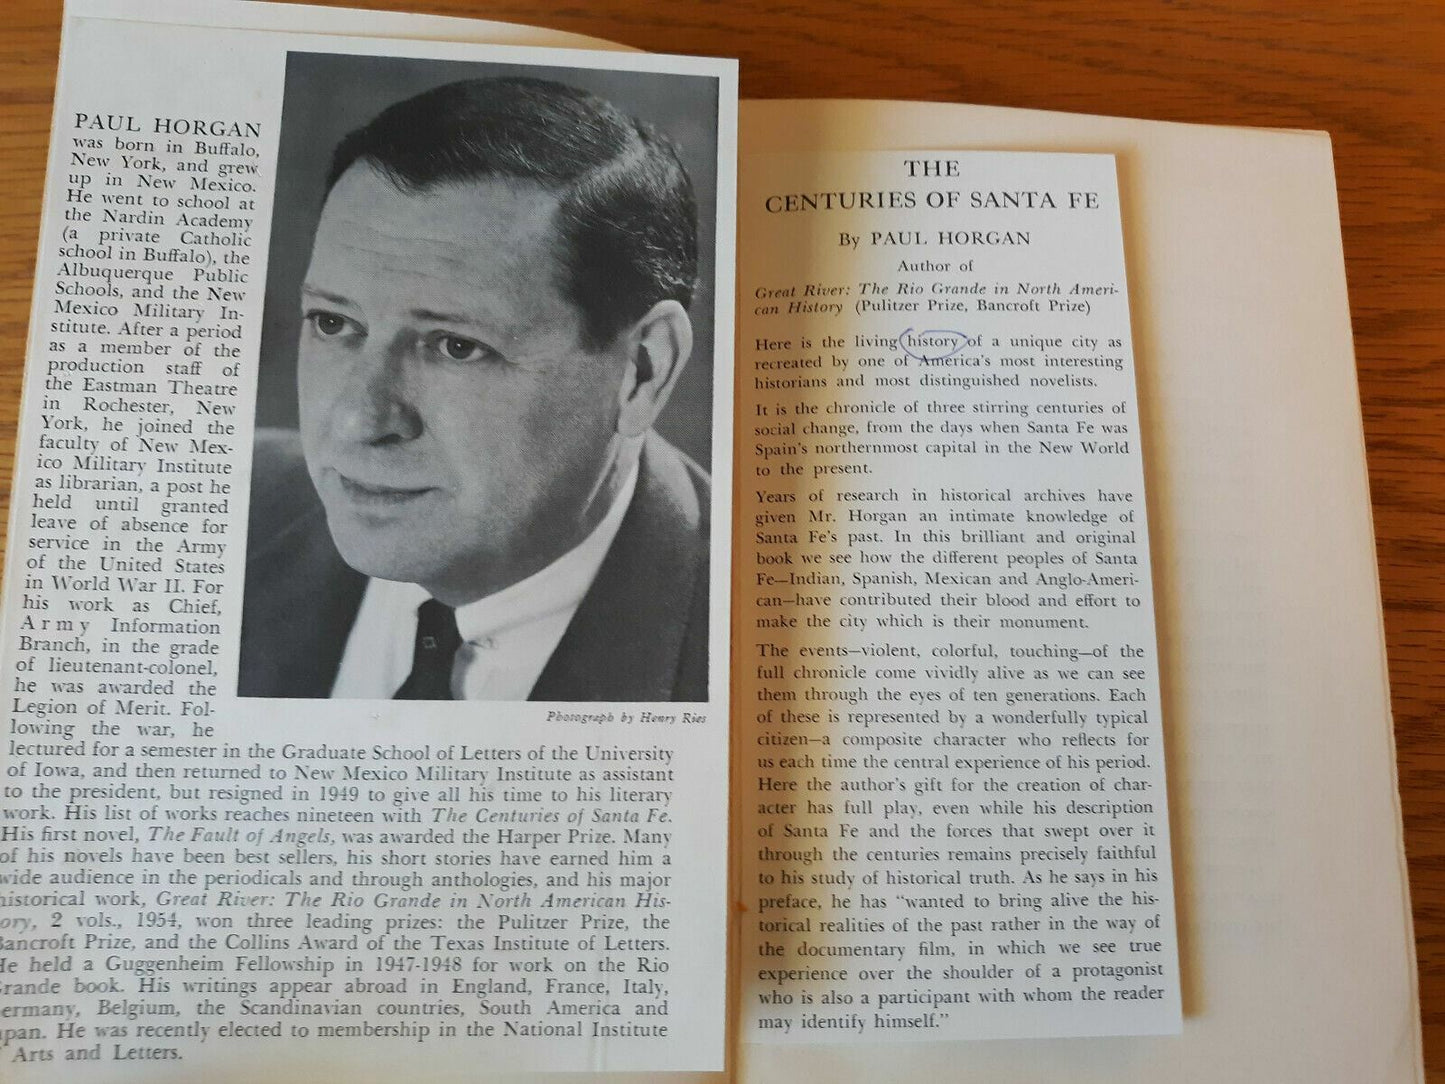 PAUL HORGAN
was born in Buffalo,
New York, and grew
up in New Mexico.
He went to school at
the Nardin Academy
(a private Catholic
school in Buffalo), the
Albuquerque Public
Schools, and the New
Mexico Military In-
stitute. After a period
as a member of the
production staff of
the Eastman Theatre
in Rochester, New
York, he joined the
faculty of New Mex-
ico Military Institute
as librarian, a post he
held until granted
leave of absence for
service in the Army
of the United States
in World War II. For
his work as Chief,
Army Information
Branch, in the grade
of lieutenant-colonel,
he was awarded the
Legion of Merit. Fol-
lowing the war, he
lectured for a semester in the Graduate School of Letters of the University
of Iowa, and then returned to New Mexico Military Institute as assistant
to the president, but resigned in 1949 to give all his time to his literary
work. His list of works reaches nineteen with The Centuries of Santa Fe.
His first novel, The Fault of Angels, was awarded the Harper Prize. Many
of his novels have been best sellers, his short stories have earned him a
wide audience in the periodicals and through anthologies, and his major
historical work, Great River: The Rio Grande in North American His-
ory, 2 vols., 1954, won three leading prizes: the Pulitzer Prize, the
Bancroft Prize, and the Collins Award of the Texas Institute of Letters.
He held a Guggenheim Fellowship in 1947-1948 for work on the Rio
Grande book. His writings appear abroad in England, France, Italy,
ermany, Belgium, the Scandinavian countries, South America and
apan. He was recently elected to membership in the National Institute
Arts and Letters.
Photograph by Henry Ries
THE
CENTURIES OF SANTA FE
By PAUL HORGAN
Author of
Great River: The Rio Grande in North Ameri-
can History (Pulitzer Prize, Bancroft Prize)
Here is the living history of a unique city as
recreated by one of America's most interesting
historians and most distinguished novelists.
It is the chronicle of three stirring centuries of
social change, from the days when Santa Fe was
Spain's northernmost capital in the New World
to the present.
Years of research in historical archives have
given Mr. Horgan an intimate knowledge of
Santa Fe's past. In this brilliant and original
book we see how the different peoples of Santa
Fe—Indian, Spanish, Mexican and Anglo-Ameri-
can—have contributed their blood and effort to
make the city which is their monument.
The events—violent, colorful, touching—of the
full chronicle come vividly alive as we can see
them through the eyes of ten generations. Each
of these is represented by a wonderfully typical
citizen—a composite character who reflects for
us each time the central experience of his period.
Here the author's gift for the creation of char-
acter has full play, even while his description
of Santa Fe and the forces that swept over it
through the centuries remains precisely faithful
to his study of historical truth. As he says in his
preface, he has "wanted to bring alive the his-
torical realities of the past rather in the way of
the documentary film, in which we see true
experience over the shoulder of a protagonist
who is also a participant with whom the reader
may identify himself."